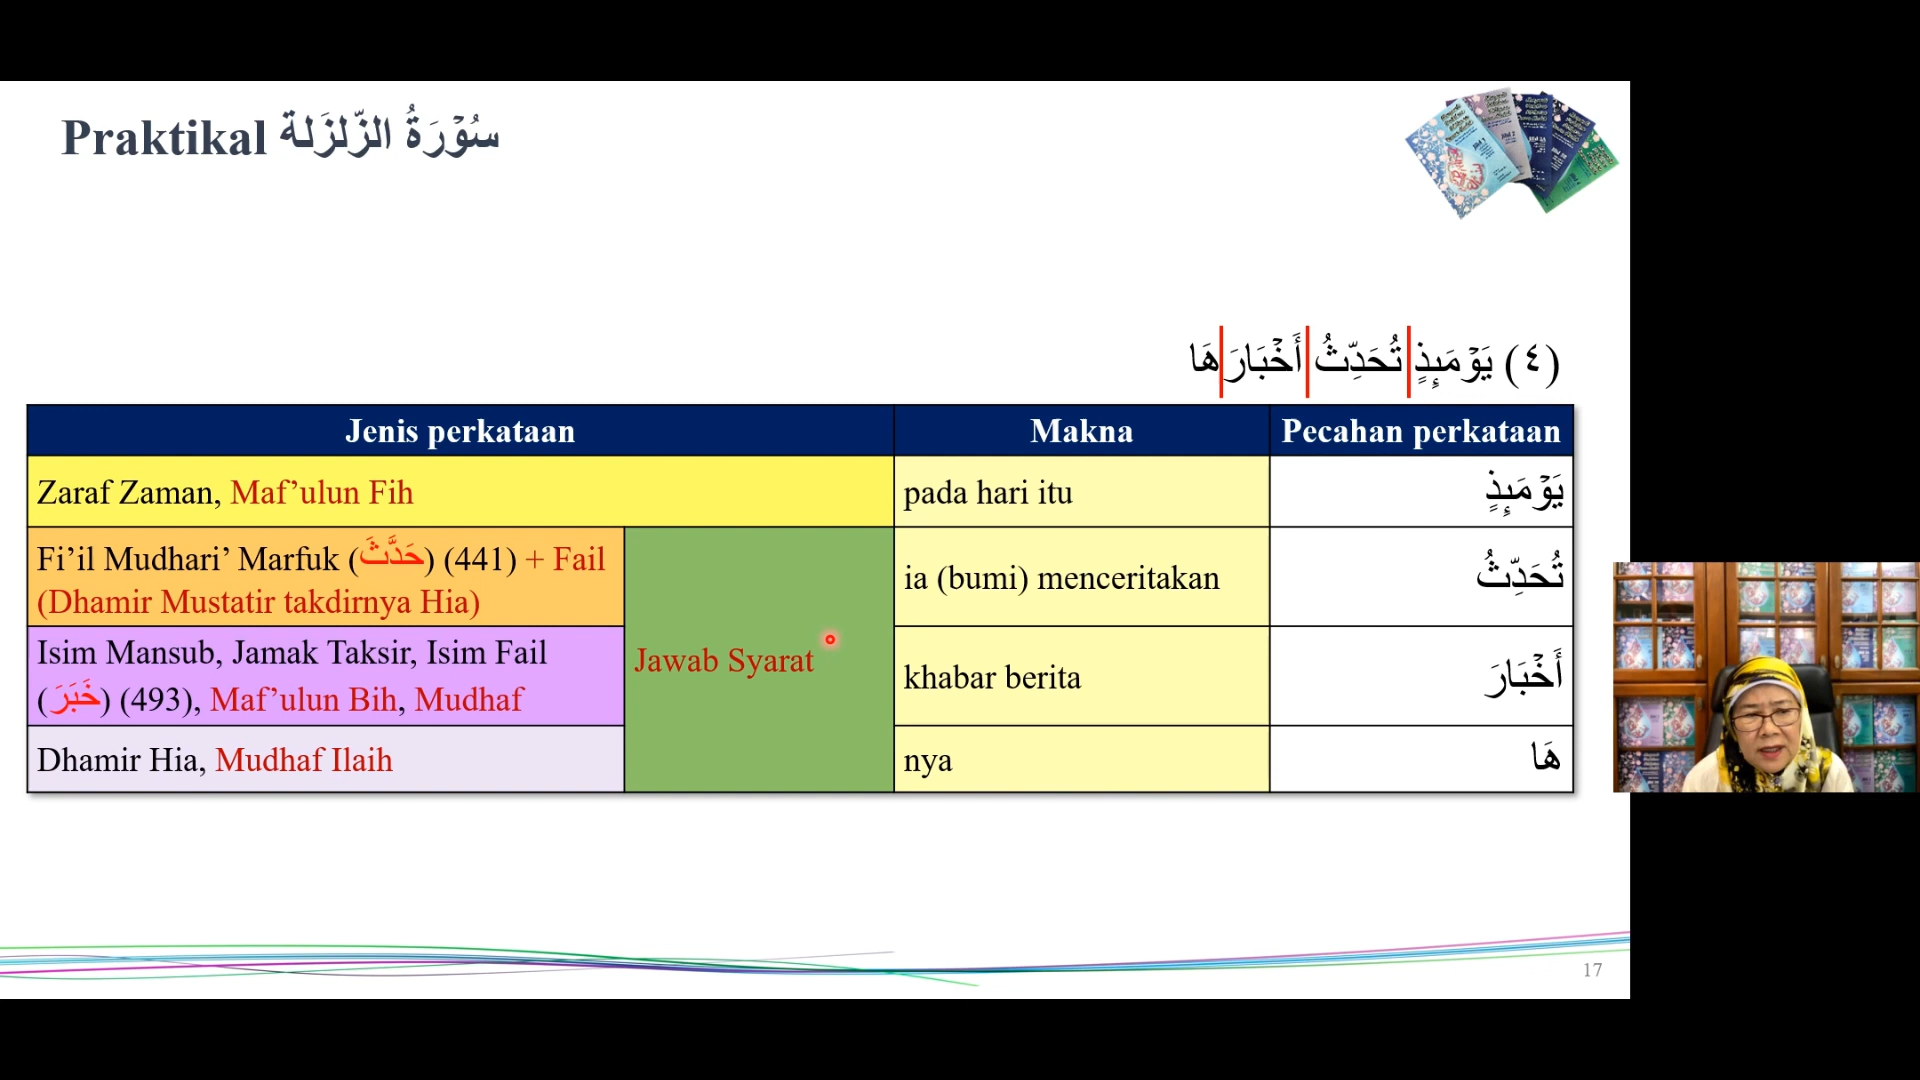 Praktikal سُوْرَةُ الزّلزَلة
(٤) يَوْمَىِٕذٍ تُحَدِّثُ أَخْبَارَهَا
Jenis perkataan Makna Pecahan perkataan
Zaraf Zaman, Maf’ulun Fih pada hari itu يَوْمَىِٕذٍ
Fi’il Mudhari’ Marfuk (حَدَّثَ) (441) + Fail
(Dhamir Mustatir takdirnya Hia)
ia (bumi) menceritakan تُحَدِّثُ
Jawab Syarat
Isim Mansub, Jamak Taksir, Isim Fail
(خَبَرَ) (493), Maf’ulun Bih, Mudhaf
khabar berita أَخْبَارَ
Dhamir Hia, Mudhaf Ilaih nya هَا
17